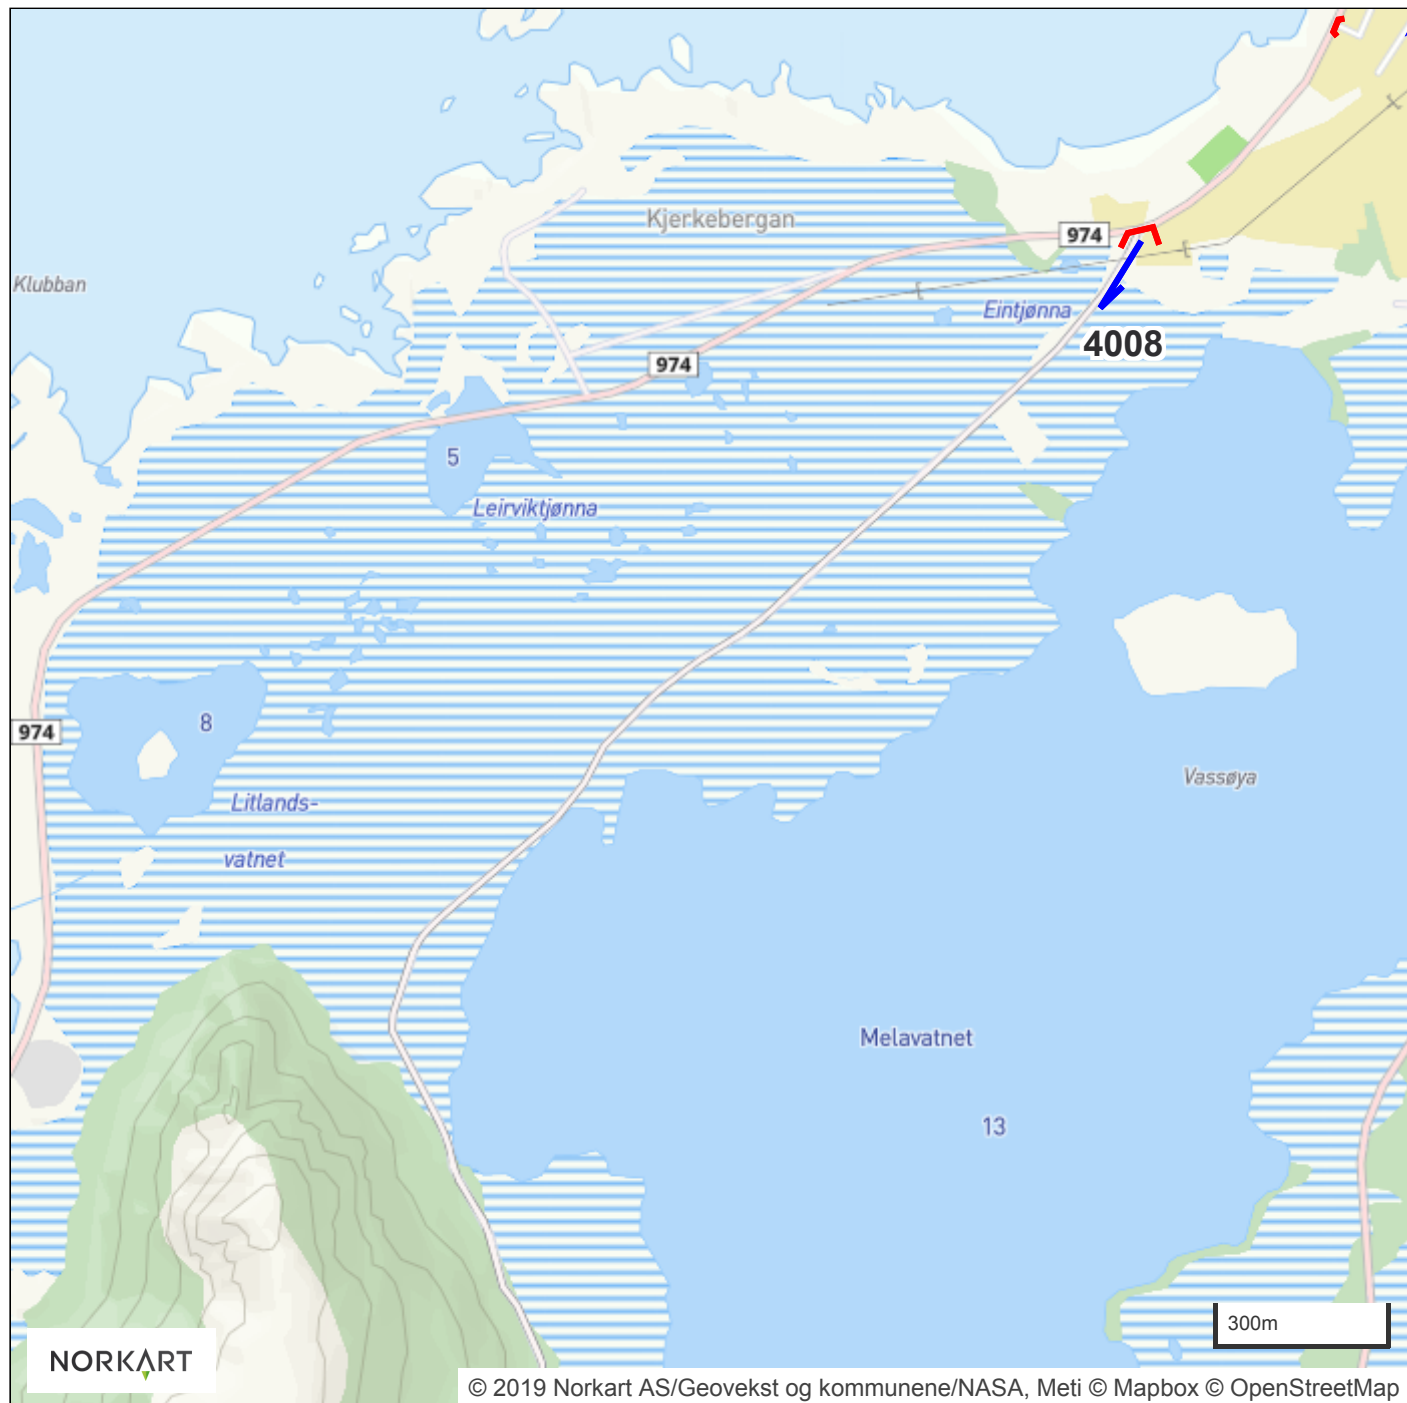 Kjerkebergan
974
Klubban
Eintjønna
4008
974
5
Leirviktjønna
8
974
Vassøya
Litlands-
vatnet
Melavatnet
13
300m
NORKART
© 2019 Norkart AS/Geovekst og kommunene/NASA, Meti © Mapbox © OpenStreetMap